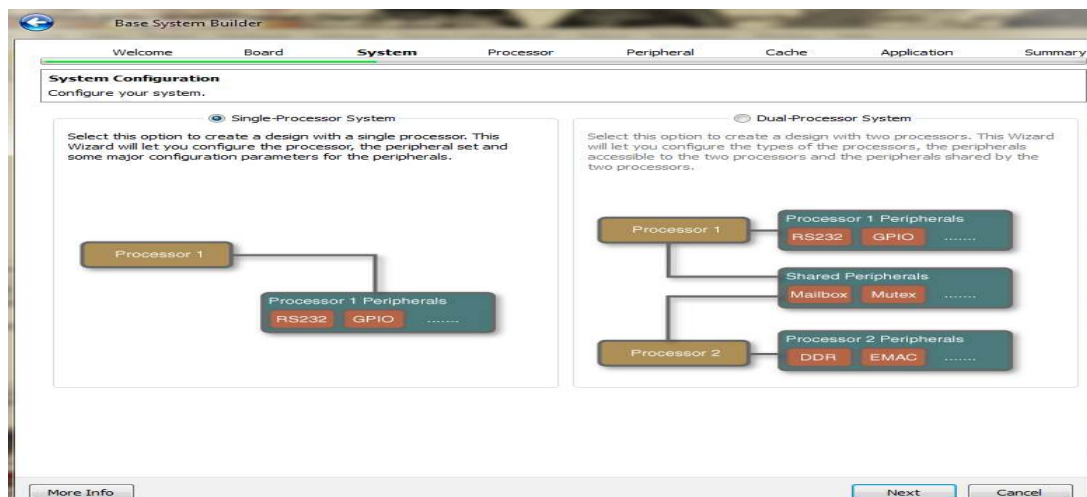 Base System Builder
Welcome Board System Processor Peripheral Cache Application Summary
System Configuration
Configure your system.
Single-Processor System
Select this option to create a design with a single processor. This
Wizard will let you configure the processor, the peripheral set and
some major configuration parameters for the peripherals.
Processor 1
Processor 1 Peripherals
RS232 GPIO .......
Dual-Processor System
Select this option to create a design with two processors. This Wizard
will let you configure the types of the processors, the peripherals
accessible to the two processors and the peripherals shared by the
two processors.
Processor 1
Processor 1 Peripherals
RS232 GPIO .......
Shared Peripherals
Mailbox Mutex .......
Processor 2
Processor 2 Peripherals
DDR EMAC .......
More Info Next Cancel